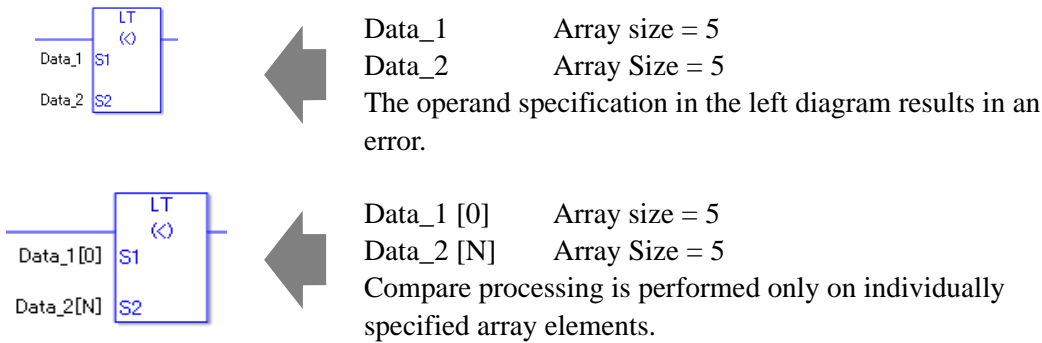 LT
(<)
Data_1 S1
Data_2 S2
Data_1 Array size = 5
Data_2 Array Size = 5
The operand specification in the left diagram results in an
error.
LT
(<)
Data_1[0] S1
Data_2[N] S2
Data_1 [0] Array size = 5
Data_2 [N] Array Size = 5
Compare processing is performed only on individually
specified array elements.